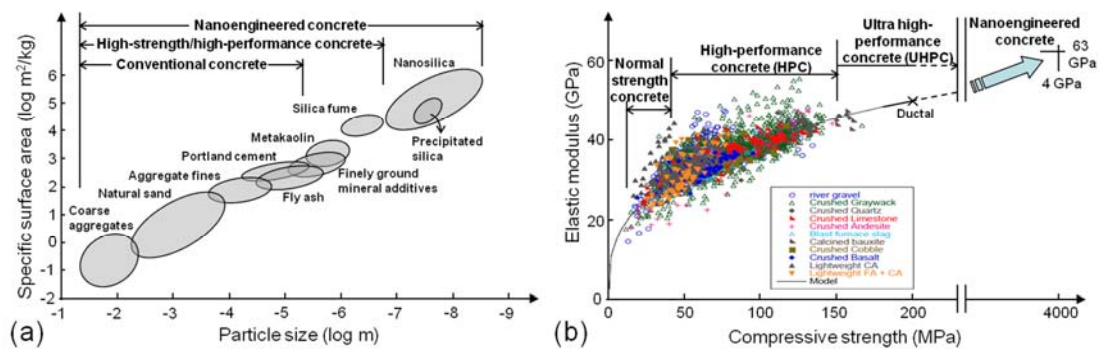 Nanoengineered concrete
High-strength/high-performance concrete
Conventional concrete
Specific surface area (log m²/kg)
6
5
4
3
2
1
0
-1
-2
Nanosilica
Silica fume
Metakaolin
Precipitated
silica
Portland cement
Aggregate fines
Finely ground
mineral additives
Natural sand
Fly ash
Coarse
aggregates
-1 -2 -3 -4 -5 -6 -7 -8 -9
Particle size (log m)
(a)
Elastic modulus (GPa)
60
40
20
0
Normal
strength
concrete
High-performance
concrete (HPC)
Ultra high-
performance
concrete (UHPC)
Nanoengineered
concrete
63
GPa
4 GPa
Ductal
river gravel
Crushed Graywack
Crushed Quartz
Crushed Limestone
Crushed Andesite
Blast furnace slag
Calcined bauxite
Crushed Cobble
Crushed Basalt
Lightweight CA
Lightweight FA + CA
Model
0 50 100 150 200 4000
Compressive strength (MPa)
(b)